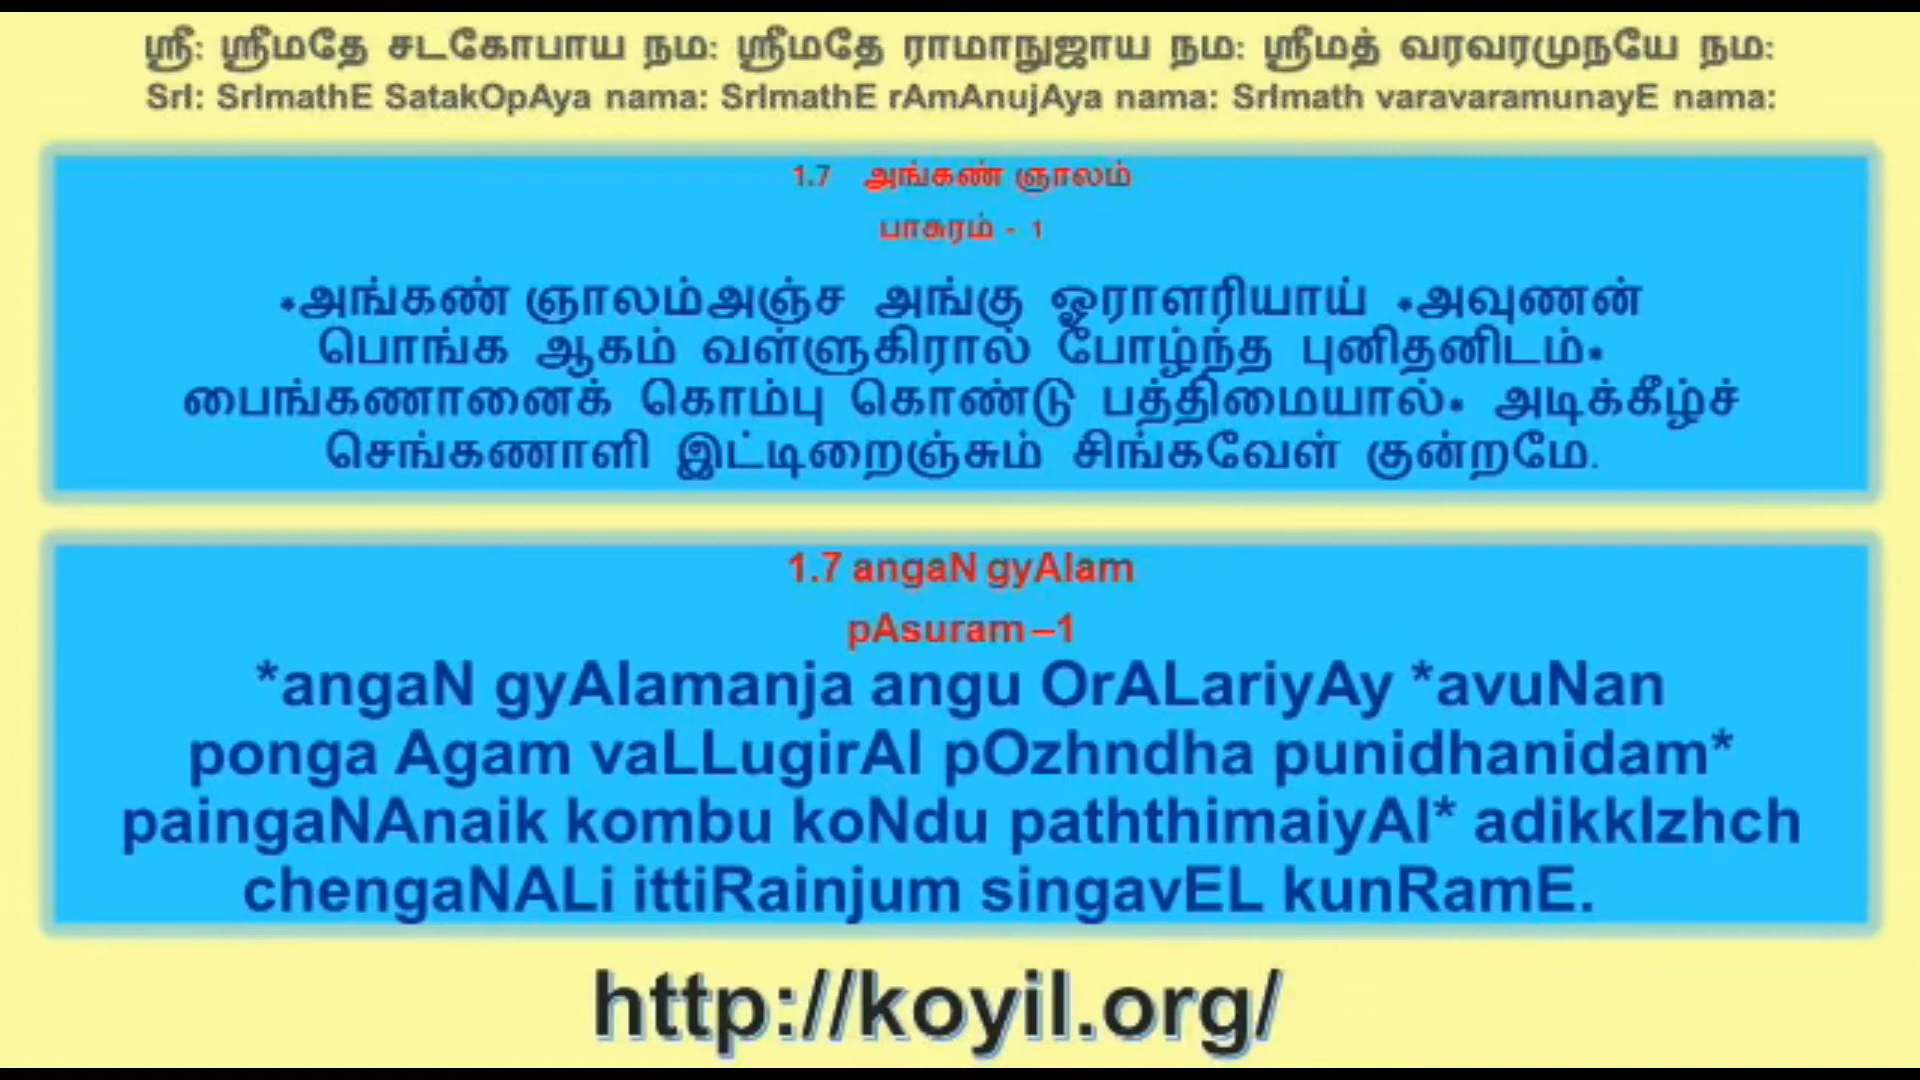 ஸ்ரீ: ஸ்ரீமதே சடகோபாய நம: ஸ்ரீமதே ராமாநுஜாய நம: ஸ்ரீமத் வரவரமுநயே நம:
SrI: SrImathE SatakOpAya nama: SrImathE rAmAnujAya nama: SrImath varavaramunayE nama:
1.7 அங்கண் ஞாலம்
பாசுரம் - 1
*அங்கண் ஞாலம்அஞ்ச அங்கு ஓராளரியாய் *அவுணன்
பொங்க ஆகம் வள்ளுகிரால் போழ்ந்த புனிதனிடம்*
பைங்கணானைக் கொம்பு கொண்டு பத்திமையால்* அடிக்கீழ்ச்
செங்கணாளி இட்டிறைஞ்சும் சிங்கவேள் குன்றமே.
1.7 angaN gyAlam
pAsuram –1
*angaN gyAlamanja angu OrALariyAy *avuNan
ponga Agam vaLLugirAl pOzhndha punidhanidam*
paingaNAnaik kombu koNdu paththimaiyAl* adikkIzhch
chengaNALi ittiRainjum singavEL kunRamE.
http://koyil.org/